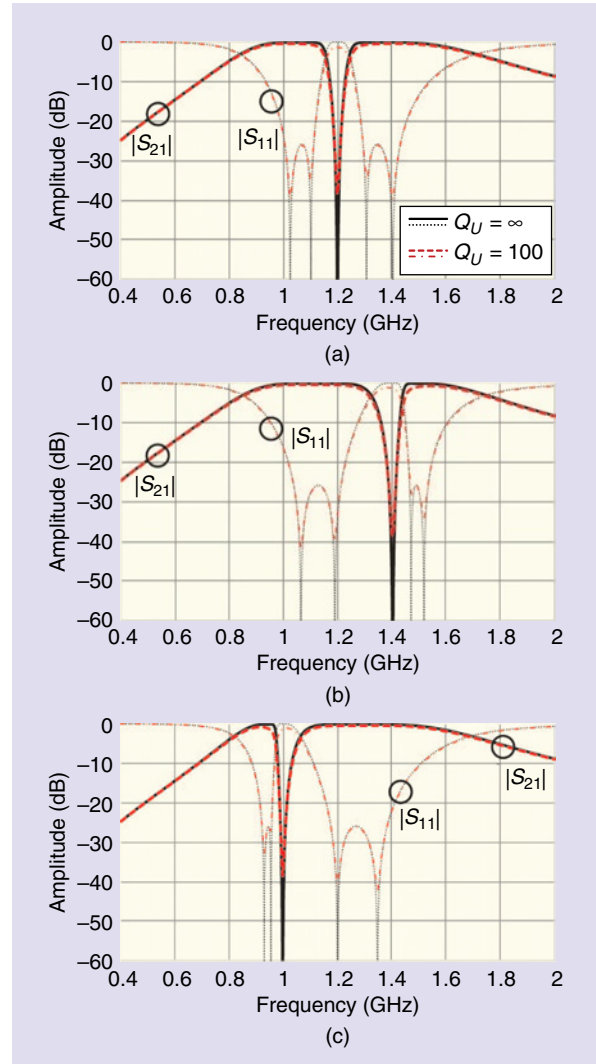 0
–10
–20
–30
–40
–50
–60
Amplitude (dB)
|S21|
|S11|
QU = ∞
QU = 100
0.4 0.6 0.8 1 1.2 1.4 1.6 1.8 2
Frequency (GHz)
(a)
0
–10
–20
–30
–40
–50
–60
Amplitude (dB)
|S11|
|S21|
0.4 0.6 0.8 1 1.2 1.4 1.6 1.8 2
Frequency (GHz)
(b)
0
–10
–20
–30
–40
–50
–60
Amplitude (dB)
|S21|
|S11|
0.4 0.6 0.8 1 1.2 1.4 1.6 1.8 2
Frequency (GHz)
(c)